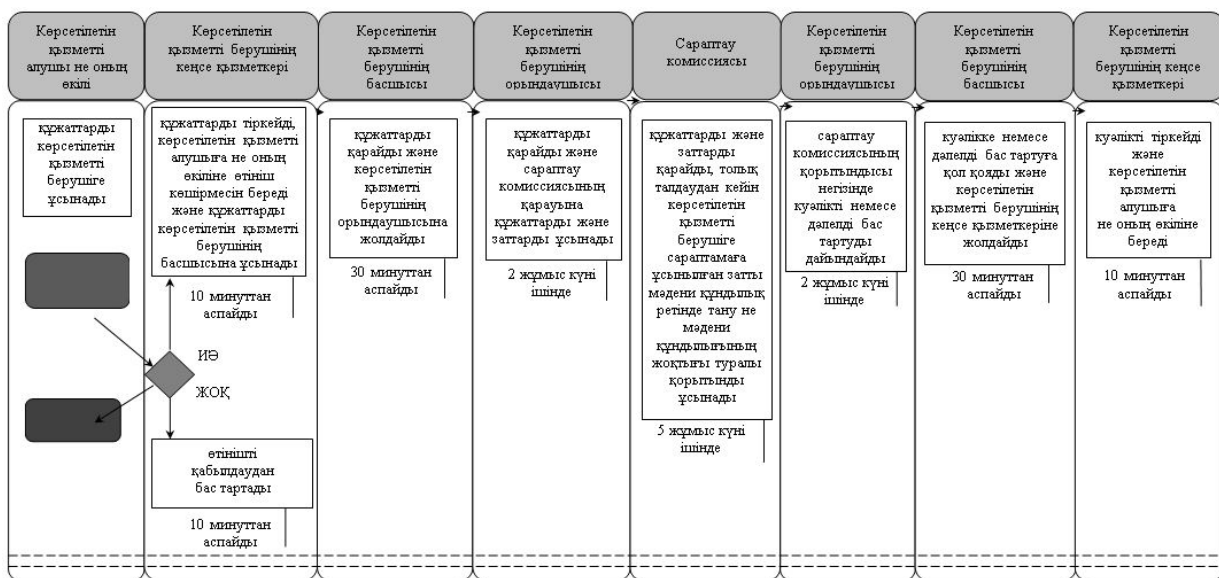 Көрсетілетін
қызметті
алушы не оның
өкілі
Көрсетілетін
қызметті берушінің
кеңсе қызметкері
Көрсетілетін
қызметті
берушінің
басшысы
Көрсетілетін
қызметті
берушінің
орындаушысы
Сараптау
комиссиясы
Көрсетілетін
қызметті
берушінің
орындаушысы
Көрсетілетін
қызметті
берушінің
басшысы
Көрсетілетін
қызметті
берушінің кеңсе
қызметкері
құжаттарды
көрсетілетін
қызметті
берушіге
ұсынады
құжаттарды тіркейді,
көрсетілетін қызметті
алушыға не оның
өкіліне өтініш
көшірмесін береді
және құжаттарды
көрсетілетін қызметті
берушінің
басшысына ұсынады
10 минуттан
аспайды
ИӘ
ЖОҚ
өтінішті
қабылдаудан
бас тартады
10 минуттан
аспайды
құжаттарды
қарайды және
көрсетілетін
қызметті
берушінің
орындаушысына
жолдайды
30 минуттан
аспайды
құжаттарды
қарайды және
сараптау
комиссиясының
қарауына
құжаттарды және
заттарды ұсынады
2 жұмыс күні
ішінде
құжаттарды және
заттарды
қарайды, толық
талдаудан кейін
көрсетілетін
қызметті
берушіге
сараптамаға
ұсынылған затты
мәдени құндылық
ретінде тану не
мәдени
құндылығының
жоқтығы туралы
қорытынды
ұсынады
5 жұмыс күні
ішінде
сараптау
комиссиясының
қорытындысы
негізінде
куәлікті немесе
дәлелді бас
тартуды
дайындайды
2 жұмыс күні
ішінде
куәлікке немесе
дәлелді бас тартуға
қол қояды және
көрсетілетін
қызметті берушінің
кеңсе қызметкеріне
жолдайды
30 минуттан
аспайды
куәлікті тіркейді
және
көрсетілетін
қызметті
алушыға
не оның өкіліне
береді
10 минуттан
аспайды